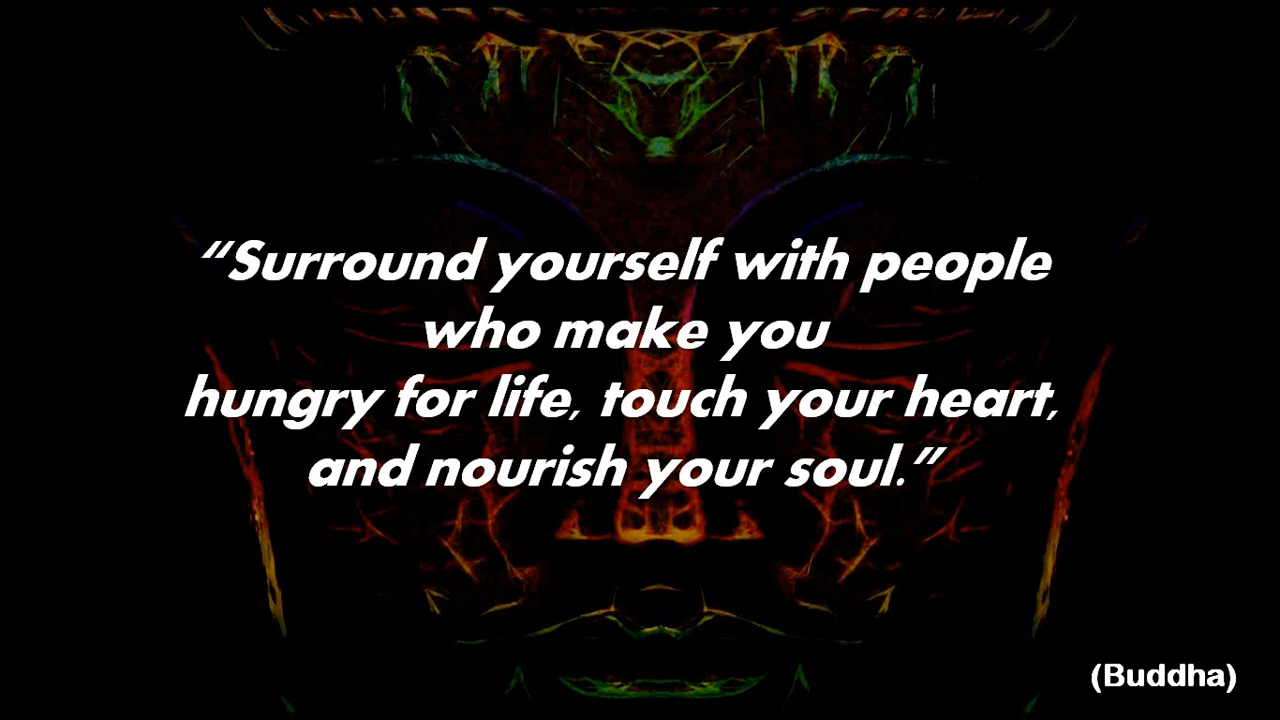 “Surround yourself with people
who make you
hungry for life, touch your heart,
and nourish your soul.”
(Buddha)